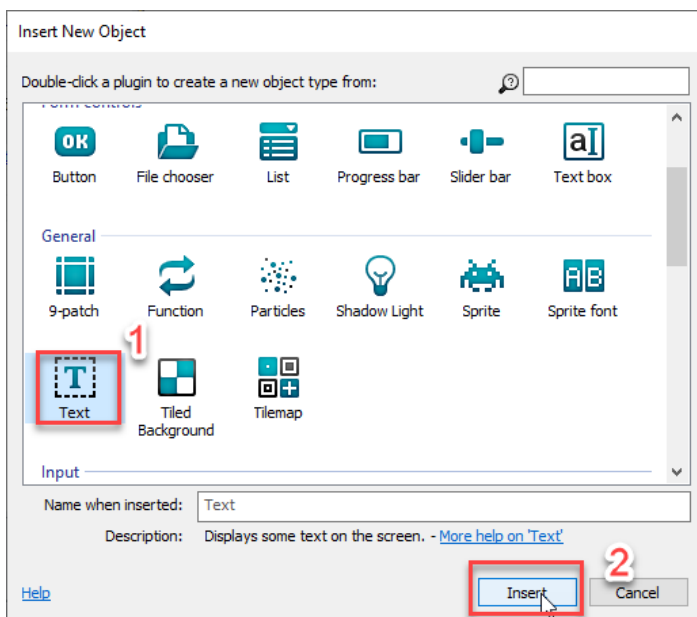 Insert New Object
Double-click a plugin to create a new object type from:
OK
aI
Button File chooser List Progress bar Slider bar Text box
General
AB
9-patch Function Particles Shadow Light Sprite Sprite font
1
T
Text Tiled Background Tilemap
Input
Name when inserted: Text
Description: Displays some text on the screen. - More help on 'Text'
2
Help Insert Cancel